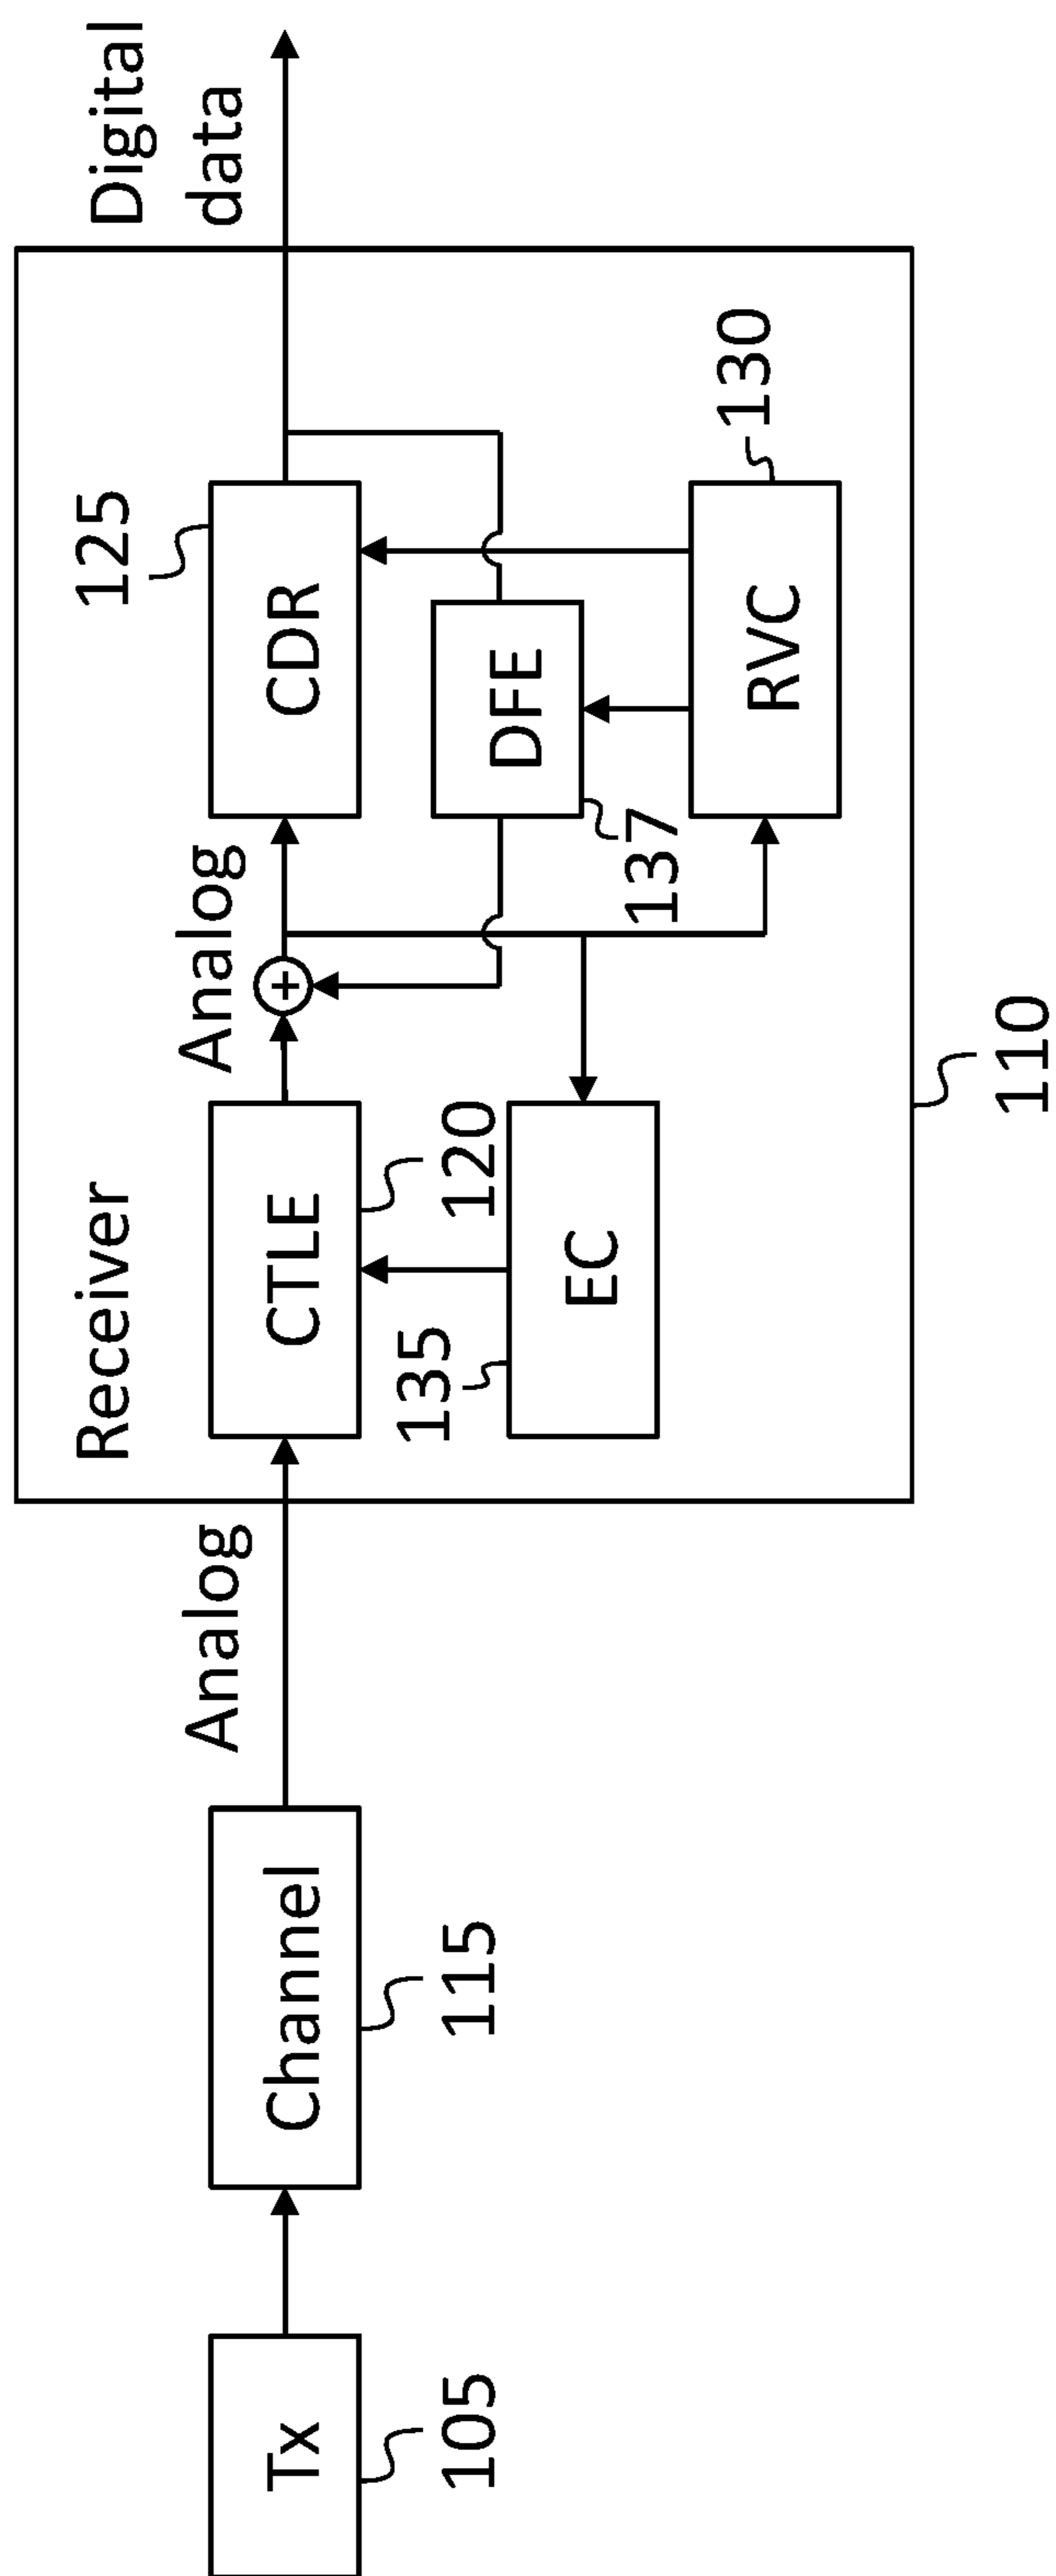 Tx
105
Channel
115
Analog
Receiver
CTLE
120
135
EC
Analog
CDR
125
DFE
137
RVC
130
110
Digital
data